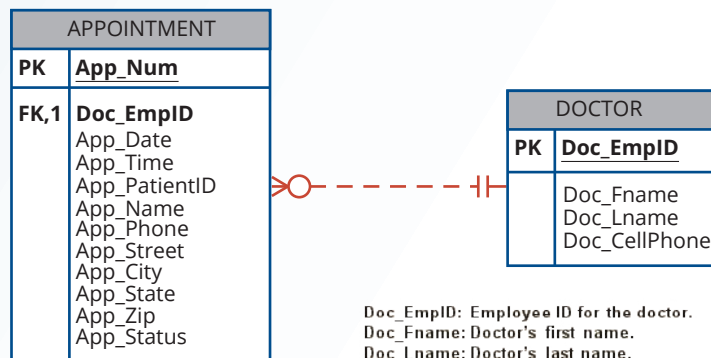 APPOINTMENT
PK App_Num
FK,1 Doc_EmpID
App_Date
App_Time
App_PatientID
App_Name
App_Phone
App_Street
App_City
App_State
App_Zip
App_Status
DOCTOR
PK Doc_EmpID
Doc_Fname
Doc_Lname
Doc_CellPhone
Doc_EmpID: Employee ID for the doctor.
Doc_Fname: Doctor's first name.
Doc_Lname: Doctor's last name.